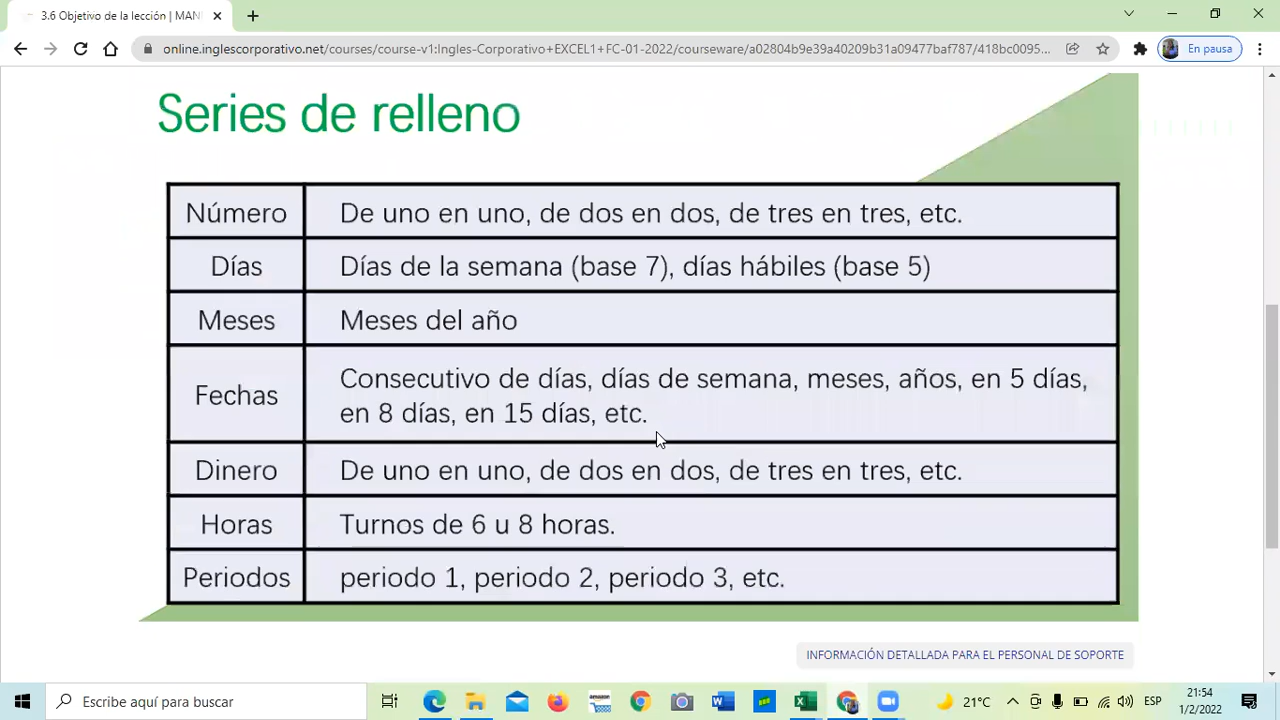 3.6 Objetivo de la lección | MANI
online.inglescorporativo.net/courses/course-v1:Ingles-Corporativo+EXCEL1+FC-01-2022/courseware/a02804b9e39a40209b31a09477baf787/418bc0095...
En pausa
Series de relleno
Número De uno en uno, de dos en dos, de tres en tres, etc.
Días Días de la semana (base 7), días hábiles (base 5)
Meses Meses del año
Fechas Consecutivo de días, días de semana, meses, años, en 5 días,
en 8 días, en 15 días, etc.
Dinero De uno en uno, de dos en dos, de tres en tres, etc.
Horas Turnos de 6 u 8 horas.
Periodos periodo 1, periodo 2, periodo 3, etc.
INFORMACIÓN DETALLADA PARA EL PERSONAL DE SOPORTE
Escribe aquí para buscar
21°C
ESP
21:54
1/2/2022